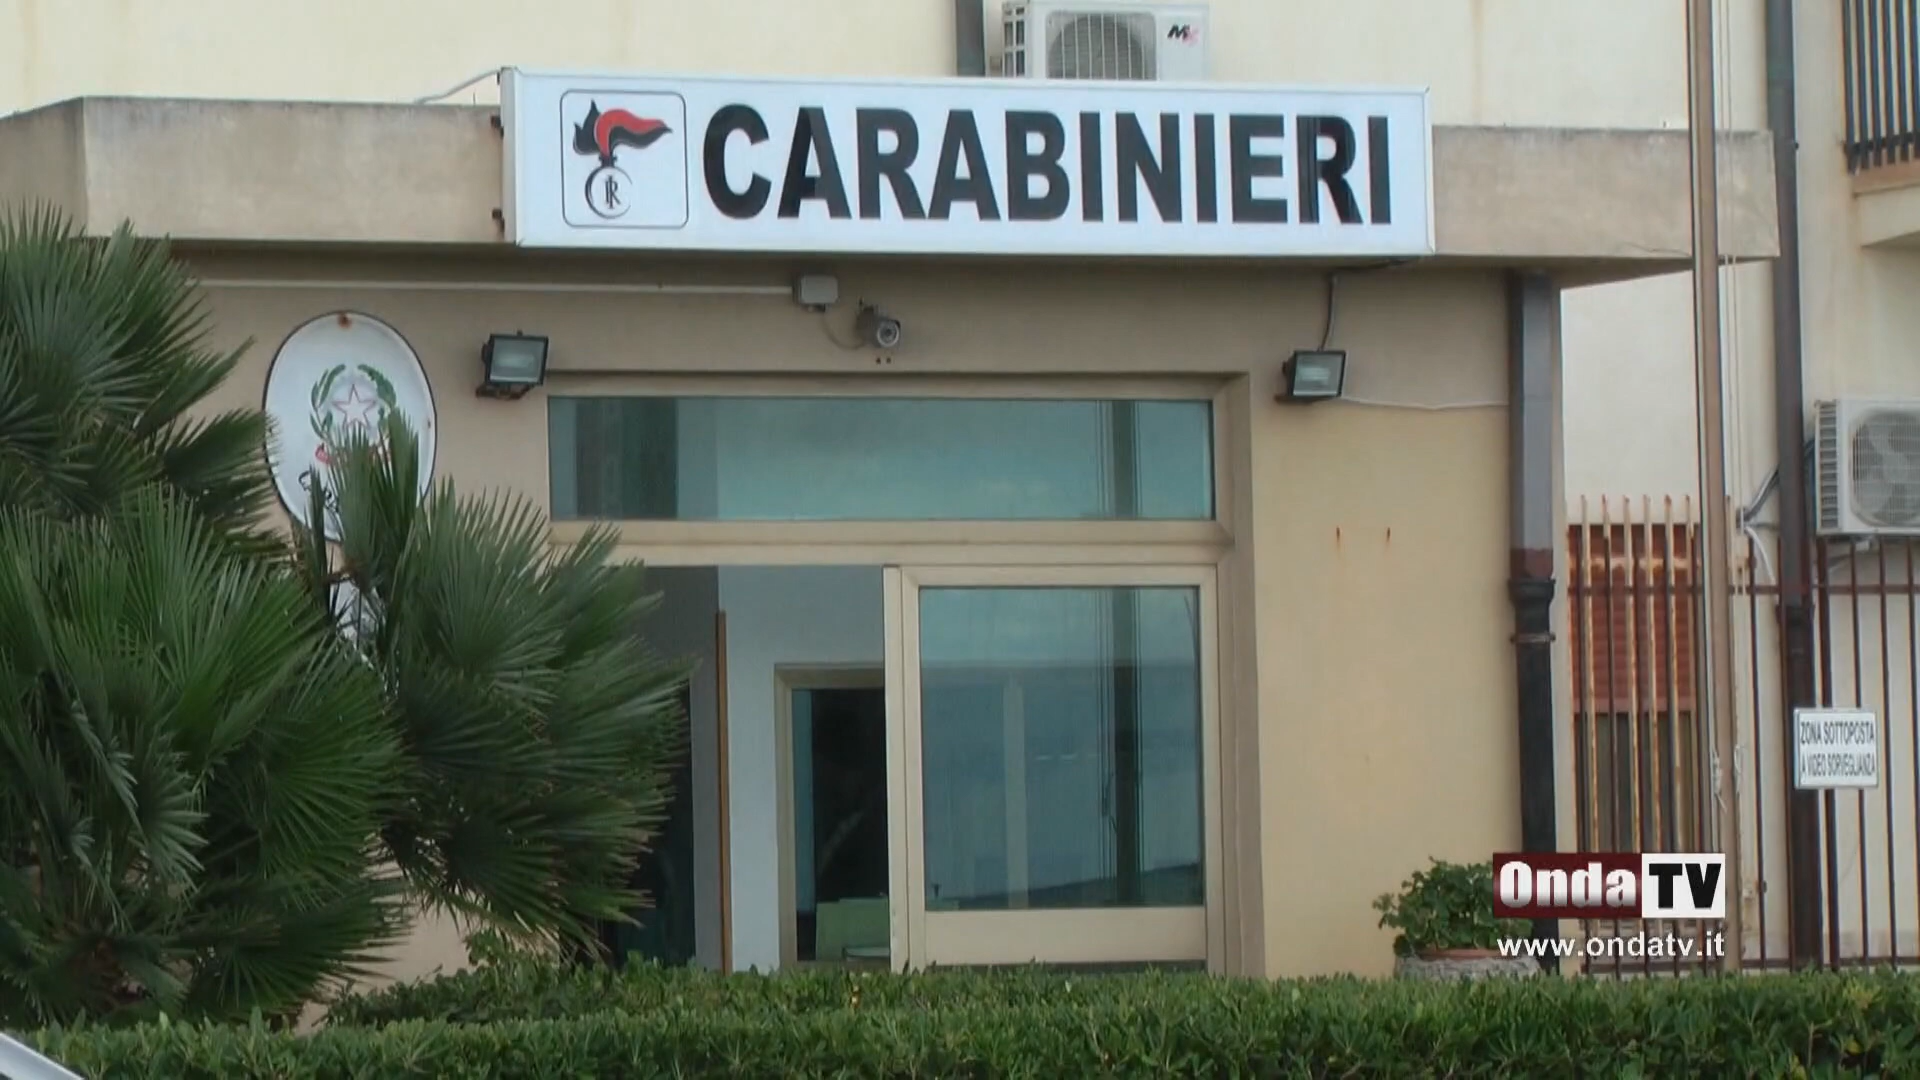 CARABINIERI
ZONA SOTTOPOSTA
A VIDEO SORVEGLIANZA
Onda TV
www.ondatv.it